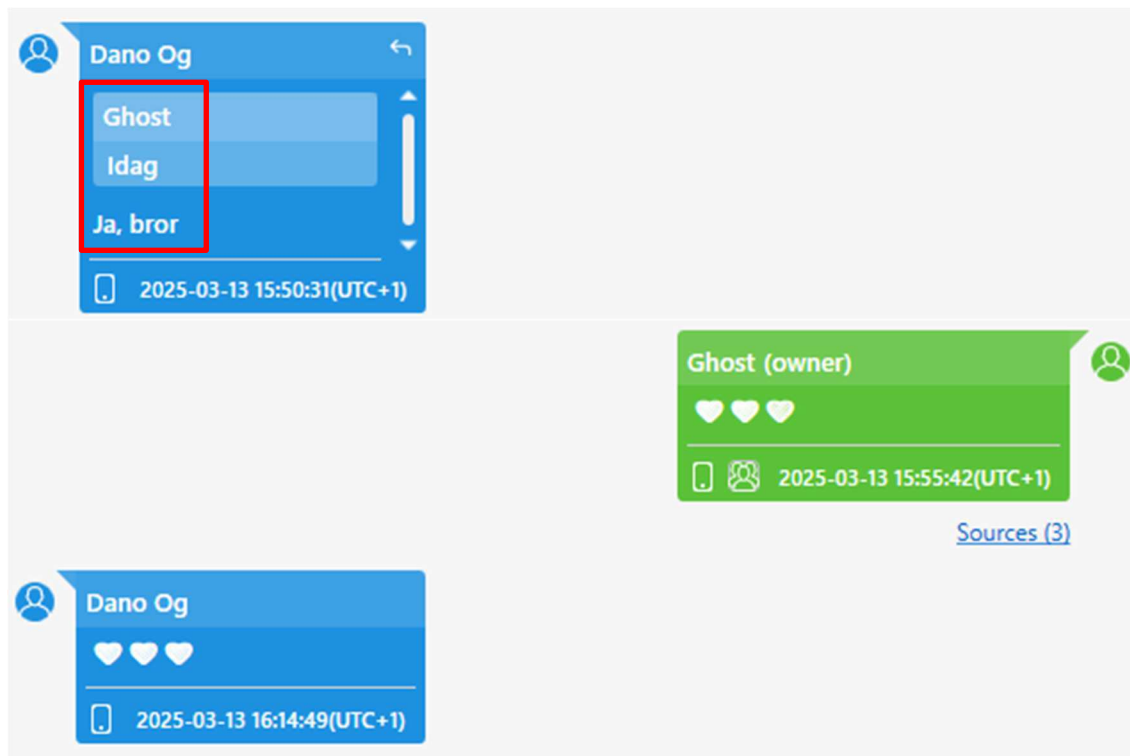 Dano Og
Ghost
Idag
Ja, bror
2025-03-13 15:50:31(UTC+1)
Ghost (owner)
🤍🤍🤍
2025-03-13 15:55:42(UTC+1)
Sources (3)
Dano Og
🤍🤍🤍
2025-03-13 16:14:49(UTC+1)